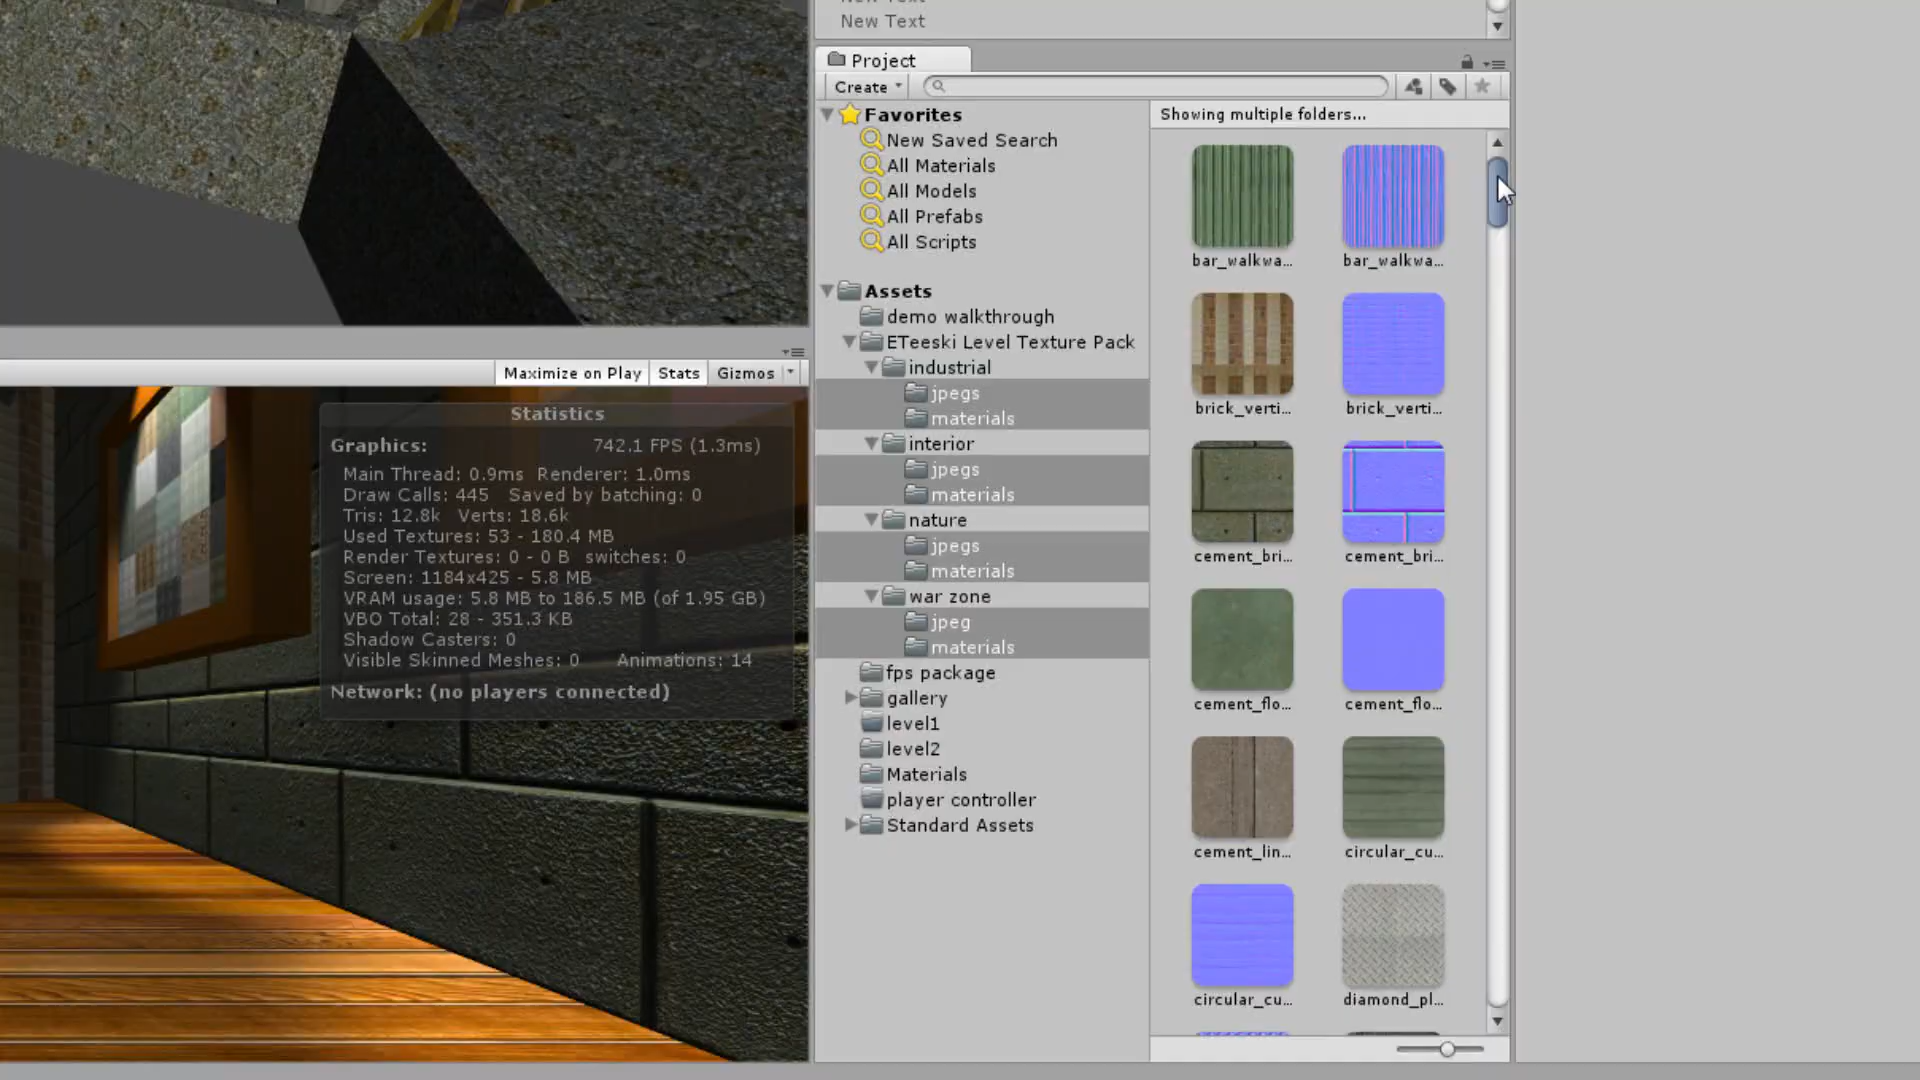 New Text
Project
Create
Favorites
New Saved Search
All Materials
All Models
All Prefabs
All Scripts
Assets
demo walkthrough
ETeeski Level Texture Pack
industrial
jpegs
materials
interior
jpegs
materials
nature
jpegs
materials
war zone
jpeg
materials
fps package
gallery
level1
level2
Materials
player controller
Standard Assets
Showing multiple folders...
bar_walkwa... bar_walkwa...
brick_verti... brick_verti...
cement_bri... cement_bri...
cement_flo... cement_flo...
cement_lin... circular_cu...
circular_cu... diamond_pl...
Maximize on Play Stats Gizmos
Statistics
Graphics: 742.1 FPS (1.3ms)
Main Thread: 0.9ms Renderer: 1.0ms
Draw Calls: 445 Saved by batching: 0
Tris: 12.8k Verts: 18.6k
Used Textures: 53 - 180.4 MB
Render Textures: 0 - 0 B switches: 0
Screen: 1184x425 - 5.8 MB
VRAM usage: 5.8 MB to 186.5 MB (of 1.95 GB)
VBO Total: 28 - 351.3 KB
Shadow Casters: 0
Visible Skinned Meshes: 0 Animations: 14
Network: (no players connected)